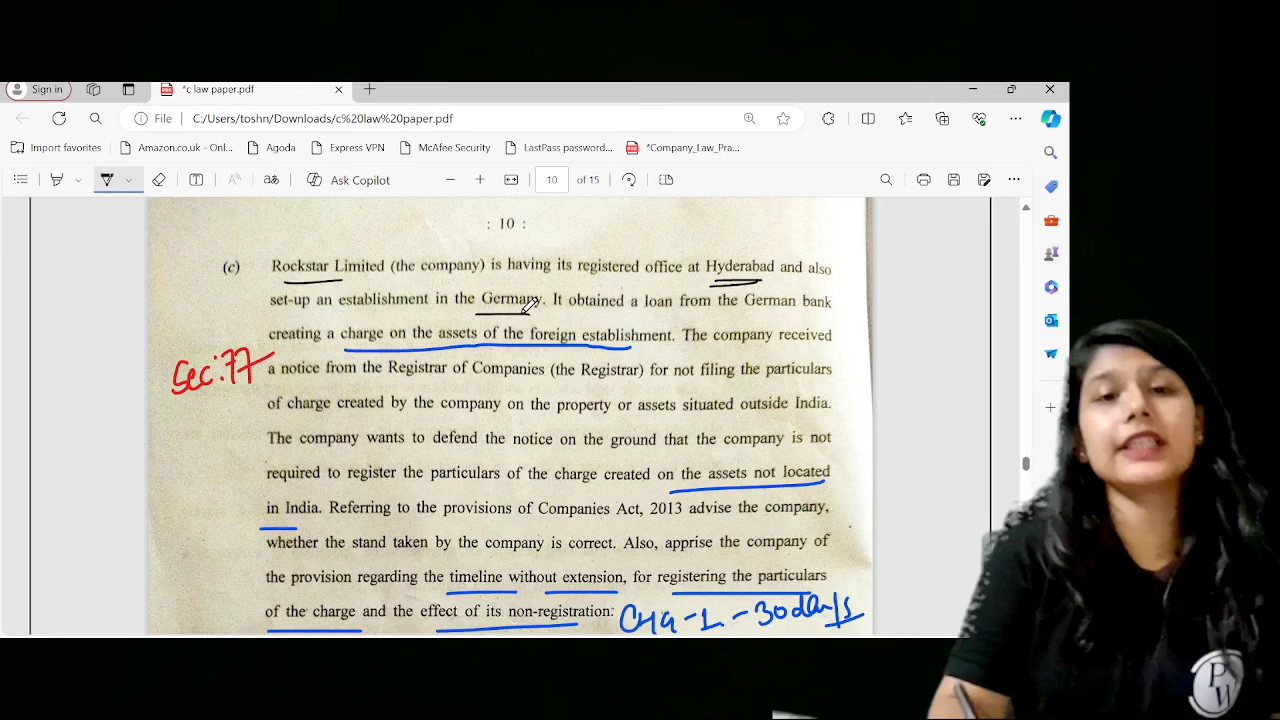 Sign in
*c law paper.pdf
File
C:/Users/toshn/Downloads/c%20law%20paper.pdf
Import favorites
Amazon.co.uk - Onl...
Agoda
Express VPN
McAfee Security
LastPass password...
*Company_Law_Pra...
Ask Copilot
10
of 15
: 10 :
(c) Rockstar Limited (the company) is having its registered office at Hyderabad and also
set-up an establishment in the Germany. It obtained a loan from the German bank
creating a charge on the assets of the foreign establishment. The company received
Sec: 77
a notice from the Registrar of Companies (the Registrar) for not filing the particulars
of charge created by the company on the property or assets situated outside India.
The company wants to defend the notice on the ground that the company is not
required to register the particulars of the charge created on the assets not located
in India. Referring to the provisions of Companies Act, 2013 advise the company,
whether the stand taken by the company is correct. Also, apprise the company of
the provision regarding the timeline without extension, for registering the particulars
of the charge and the effect of its non-registration:
CHG-1 - 30 days
PW